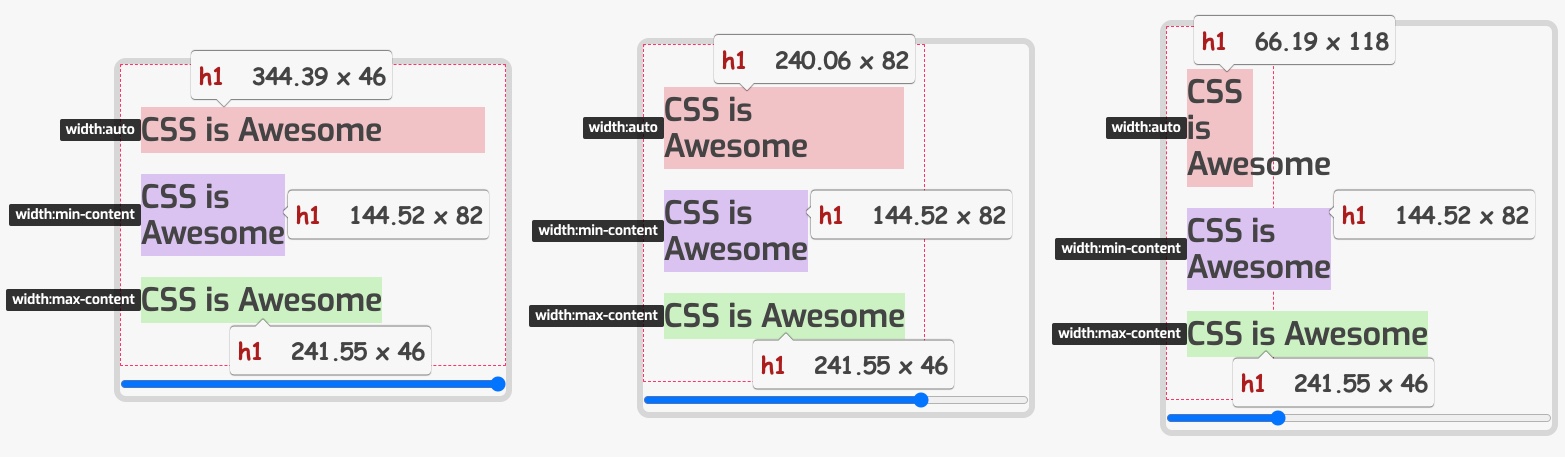 h1 344.39 x 46
width:auto
CSS is Awesome
width:min-content
CSS is
Awesome
h1 144.52 x 82
width:max-content
CSS is Awesome
h1 241.55 x 46
h1 240.06 x 82
width:auto
CSS is
Awesome
width:min-content
CSS is
Awesome
h1 144.52 x 82
width:max-content
CSS is Awesome
h1 241.55 x 46
h1 66.19 x 118
width:auto
CSS
is
Awesome
width:min-content
CSS is
Awesome
h1 144.52 x 82
width:max-content
CSS is Awesome
h1 241.55 x 46